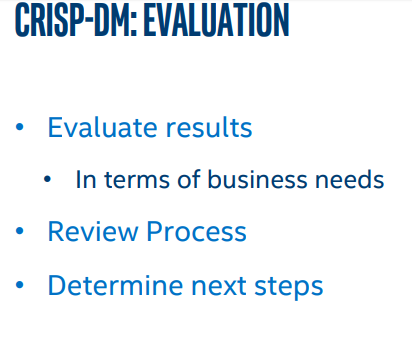 CRISP-DM: EVALUATION
• Evaluate results
• In terms of business needs
• Review Process
• Determine next steps